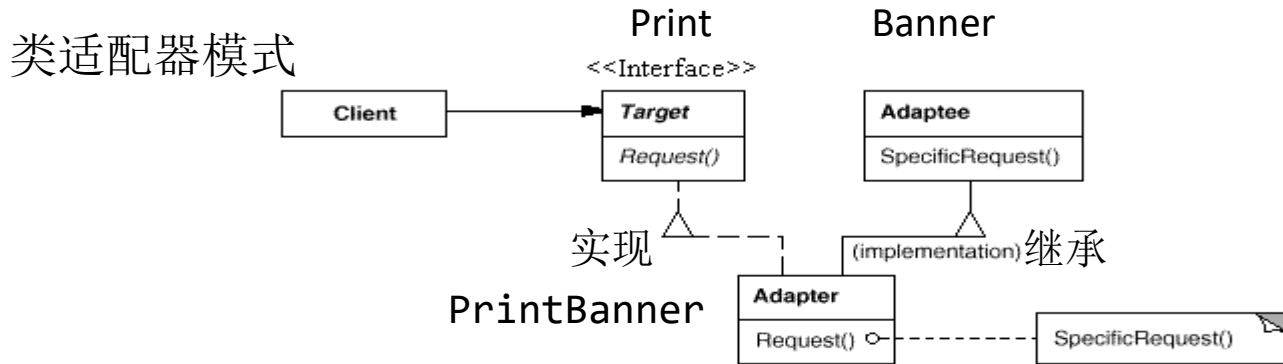 Print
Banner
类适配器模式
<<Interface>>
Client
Target
Adaptee
Request()
SpecificRequest()
实现
(implementation)
继承
PrintBanner
Adapter
Request()
SpecificRequest()